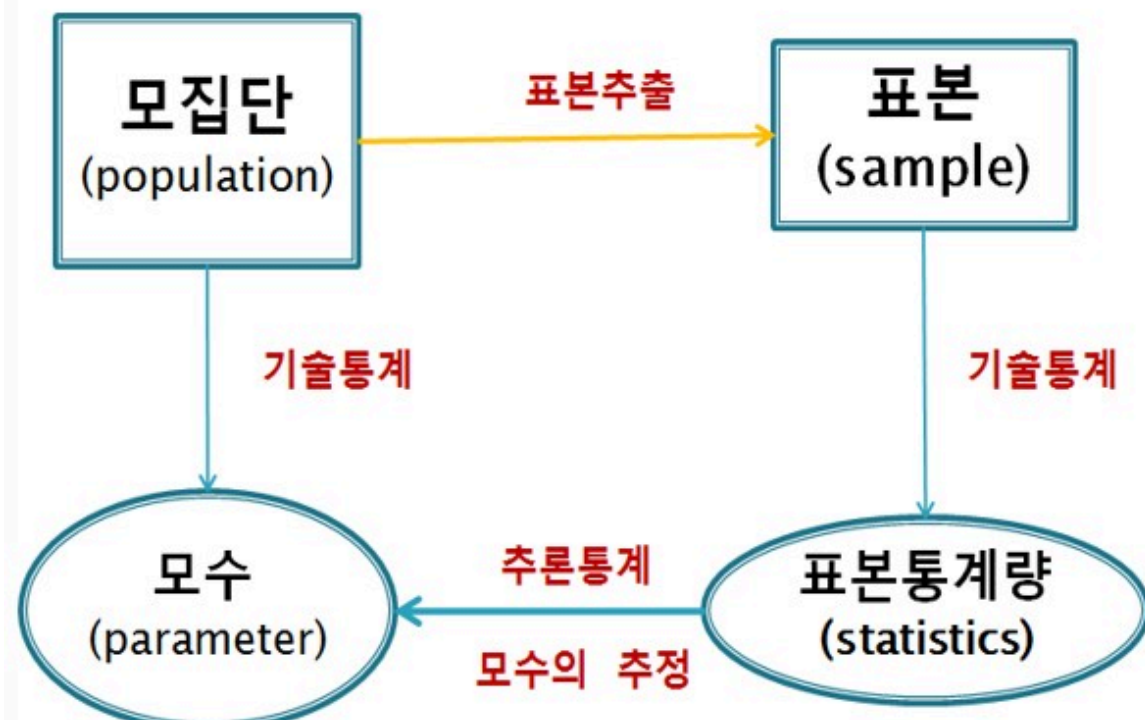 모집단
(population)
표본추출
표본
(sample)
기술통계
기술통계
모수
(parameter)
추론통계
모수의 추정
표본통계량
(statistics)